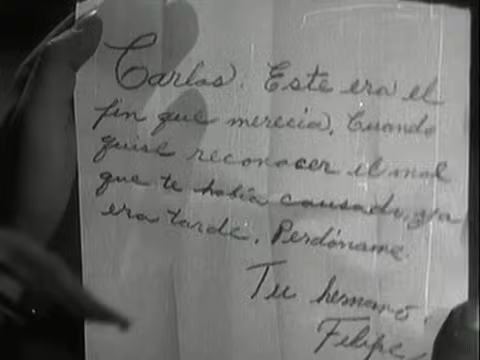 Carlos. Este era el
fin que merecia. Cuando
quise reconocer el mal
que te había causado, ya
era tarde. Perdóname.
Tu hermano
Felipe